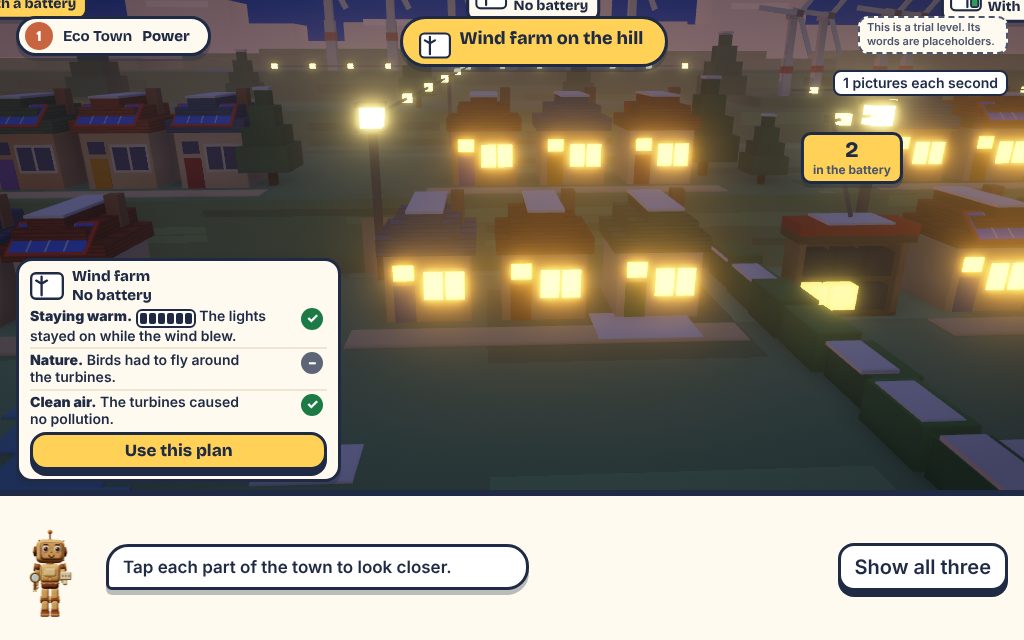 h a battery
No battery
With
1 Eco Town Power
Wind farm on the hill
This is a trial level. Its
words are placeholders.
1 pictures each second
2
in the battery
Wind farm
No battery
Staying warm. The lights
stayed on while the wind blew.
Nature. Birds had to fly around
the turbines.
Clean air. The turbines caused
no pollution.
Use this plan
Tap each part of the town to look closer.
Show all three